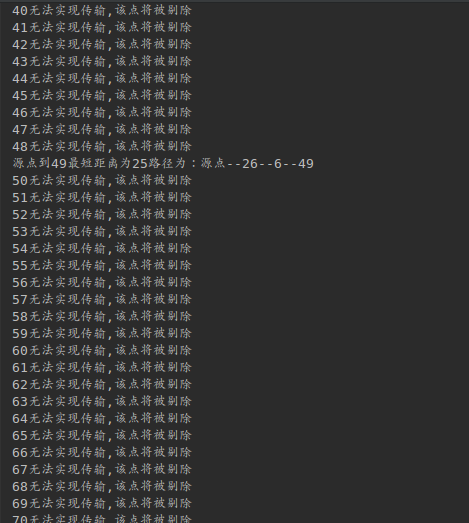 40无法实现传输,该点将被剔除
41无法实现传输,该点将被剔除
42无法实现传输,该点将被剔除
43无法实现传输,该点将被剔除
44无法实现传输,该点将被剔除
45无法实现传输,该点将被剔除
46无法实现传输,该点将被剔除
47无法实现传输,该点将被剔除
48无法实现传输,该点将被剔除
源点到49最短距离为25路径为：源点--26--6--49
50无法实现传输,该点将被剔除
51无法实现传输,该点将被剔除
52无法实现传输,该点将被剔除
53无法实现传输,该点将被剔除
54无法实现传输,该点将被剔除
55无法实现传输,该点将被剔除
56无法实现传输,该点将被剔除
57无法实现传输,该点将被剔除
58无法实现传输,该点将被剔除
59无法实现传输,该点将被剔除
60无法实现传输,该点将被剔除
61无法实现传输,该点将被剔除
62无法实现传输,该点将被剔除
63无法实现传输,该点将被剔除
64无法实现传输,该点将被剔除
65无法实现传输,该点将被剔除
66无法实现传输,该点将被剔除
67无法实现传输,该点将被剔除
68无法实现传输,该点将被剔除
69无法实现传输,该点将被剔除
70无法实现传输,该点将被剔除